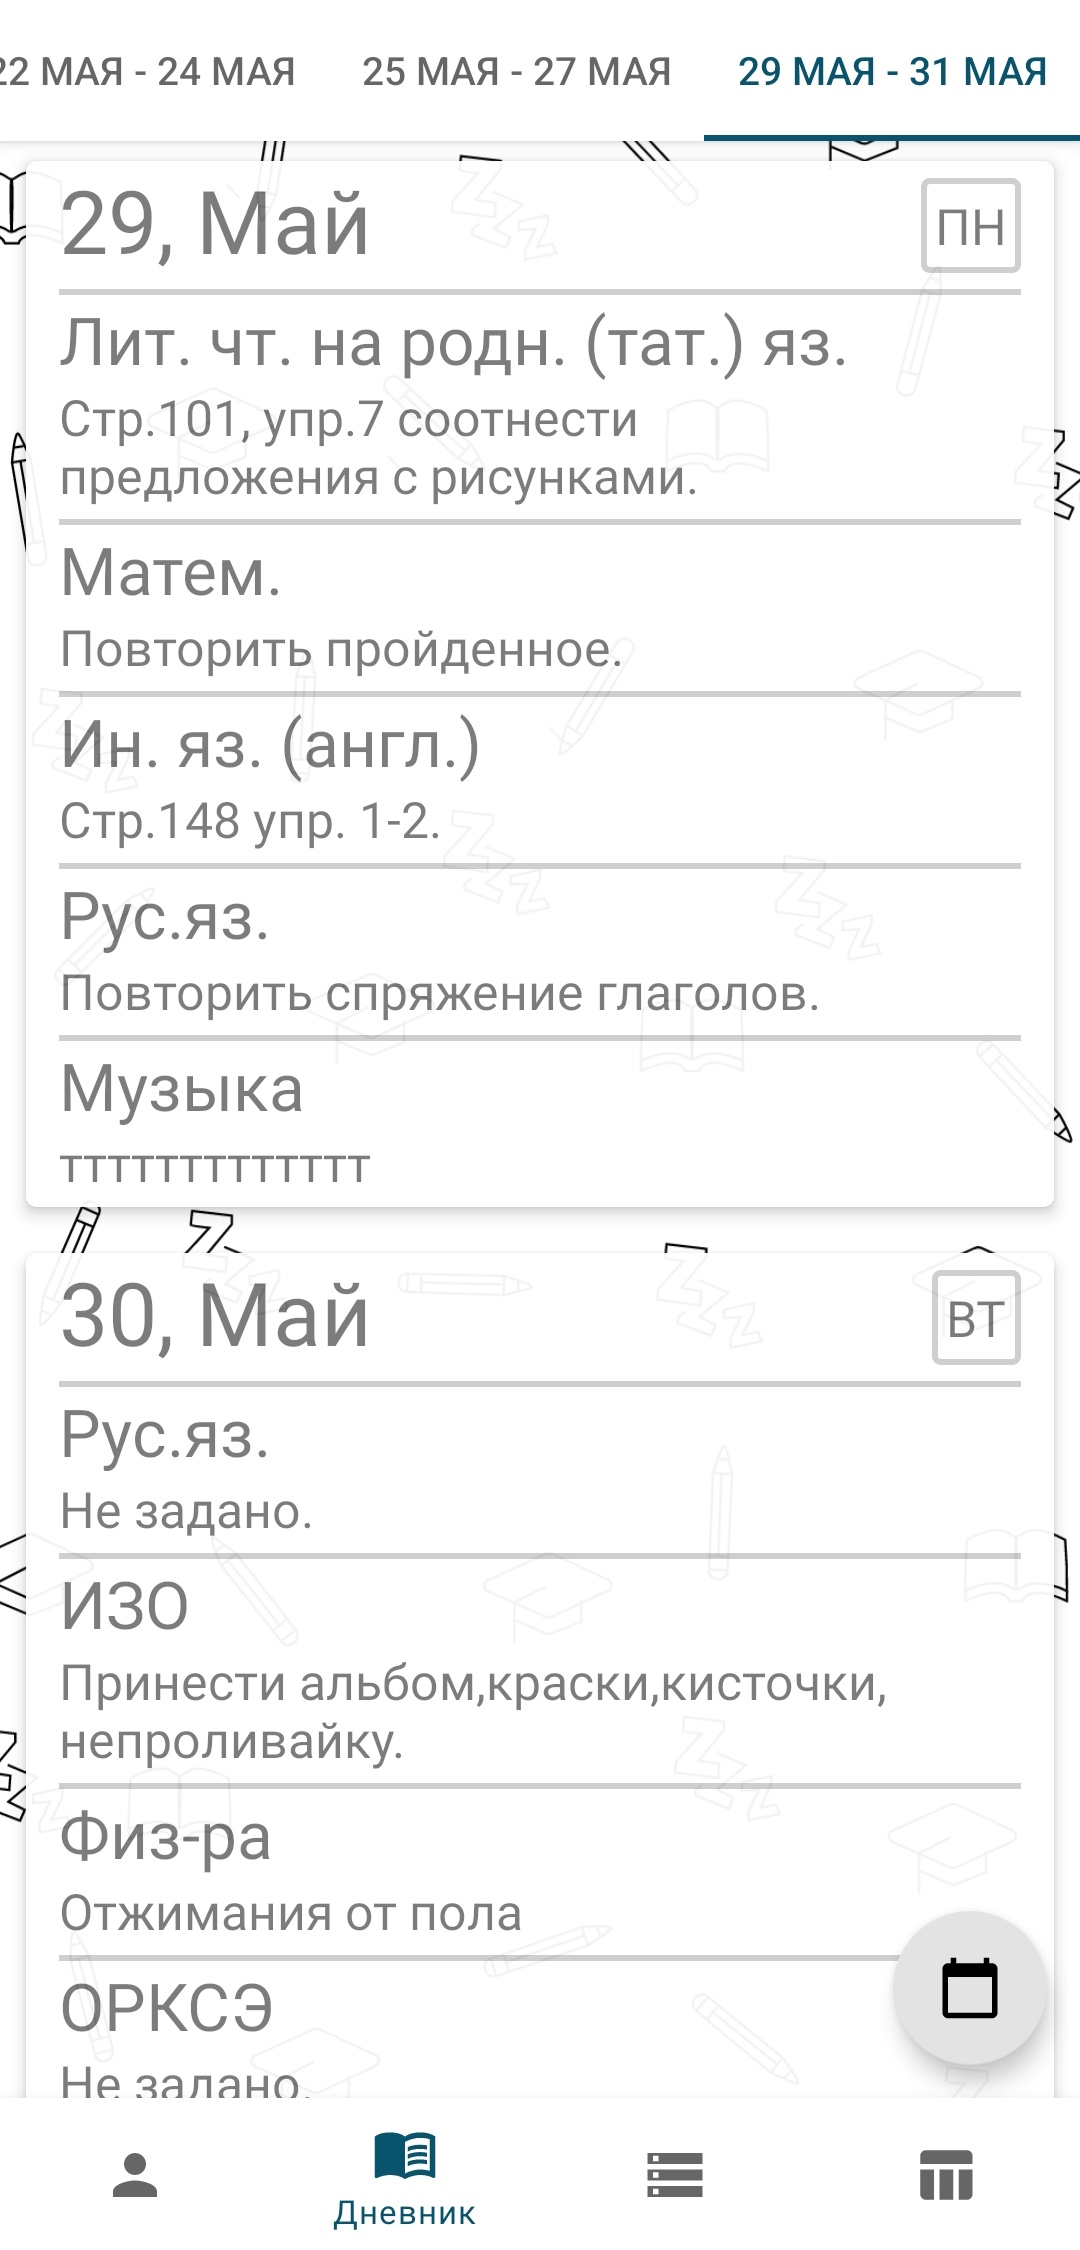 22 МАЯ - 24 МАЯ 25 МАЯ - 27 МАЯ 29 МАЯ - 31 МАЯ
29, Май ПН
Лит. чт. на родн. (тат.) яз.
Стр.101, упр.7 соотнести
предложения с рисунками.
Матем.
Повторить пройденное.
Ин. яз. (англ.)
Стр.148 упр. 1-2.
Рус.яз.
Повторить спряжение глаголов.
Музыка
ттттттттттттт
30, Май ВТ
Рус.яз.
Не задано.
ИЗО
Принести альбом,краски,кисточки,
непроливайку.
Физ-ра
Отжимания от пола
ОРКСЭ
Не задано.
Дневник